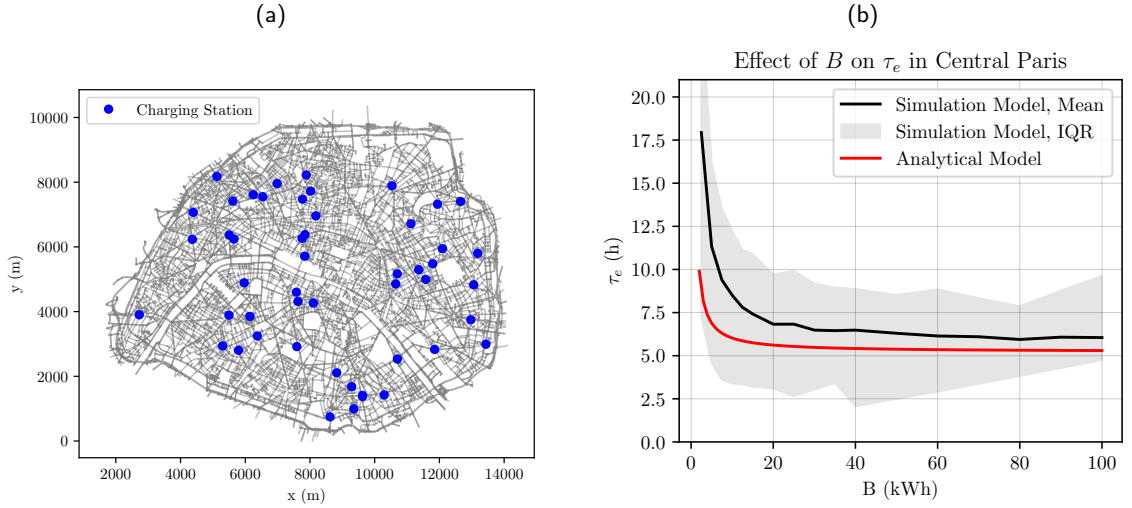 (a)
Charging Station
10000
8000
6000
4000
2000
0
y (m)
2000 4000 6000 8000 10000 12000 14000
x (m)
(b)
Effect of B on τₑ in Central Paris
Simulation Model, Mean
Simulation Model, IQR
Analytical Model
20.0
17.5
15.0
12.5
10.0
7.5
5.0
2.5
0.0
τₑ (h)
0 20 40 60 80 100
B (kWh)